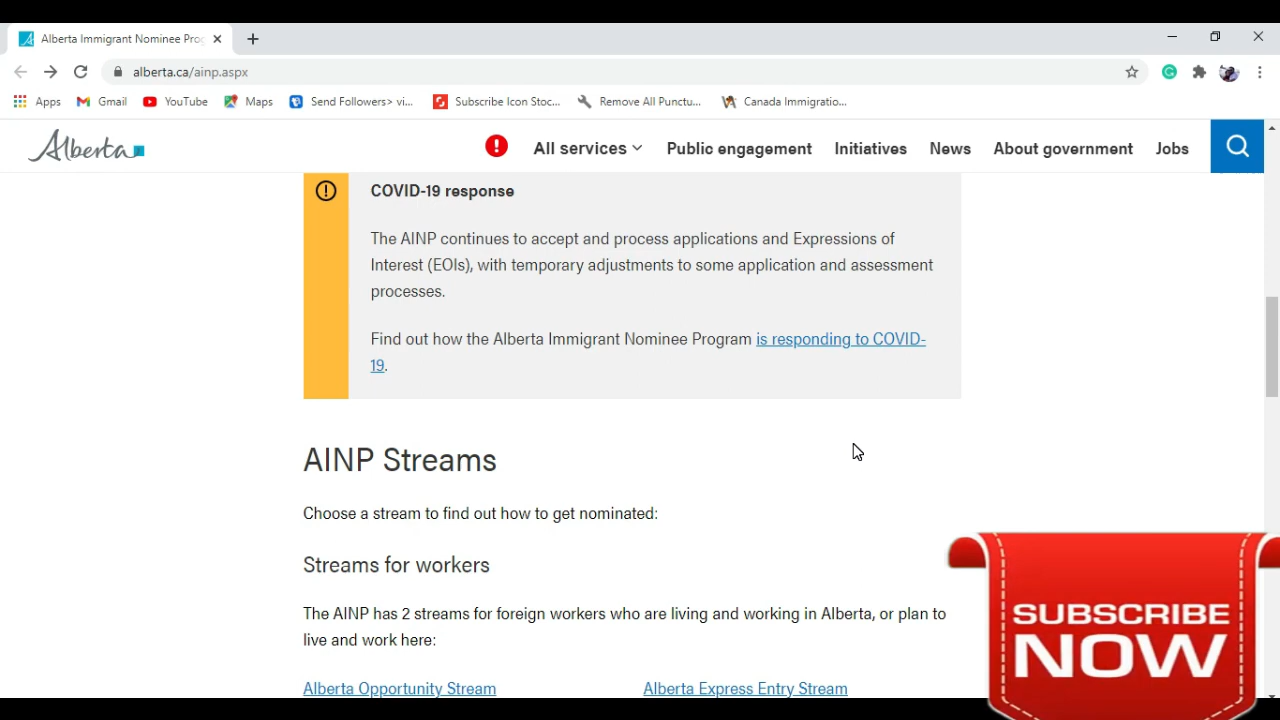 Alberta Immigrant Nominee Prog
alberta.ca/ainp.aspx
Apps Gmail YouTube Maps Send Followers> vi... Subscribe Icon Stoc... Remove All Punctu... Canada Immigratio...
Alberta All services Public engagement Initiatives News About government Jobs
COVID-19 response
The AINP continues to accept and process applications and Expressions of
Interest (EOIs), with temporary adjustments to some application and assessment
processes.
Find out how the Alberta Immigrant Nominee Program is responding to COVID-
19.
AINP Streams
Choose a stream to find out how to get nominated:
Streams for workers
The AINP has 2 streams for foreign workers who are living and working in Alberta, or plan to
live and work here:
Alberta Opportunity Stream Alberta Express Entry Stream
SUBSCRIBE
NOW